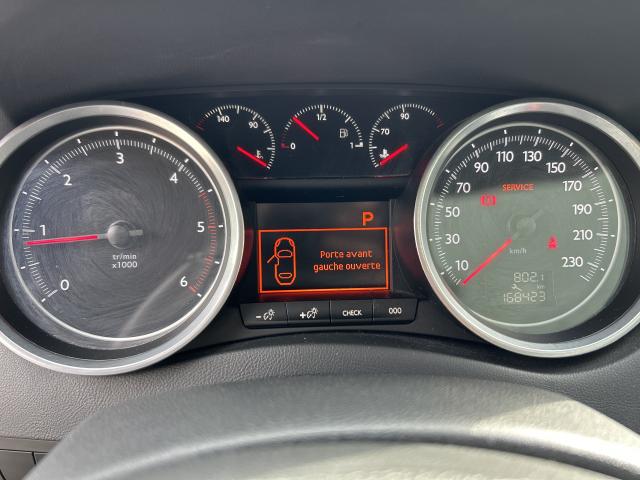 140 90
0 1/2 1
70 90
0 1 2 3 4 5 6
tr/min
x1000
P
Porte avant
gauche ouverte
CHECK
000
10 30 50 70 90 110 130 150 170 190 210 230
SERVICE
km/h
802.1
km
168423